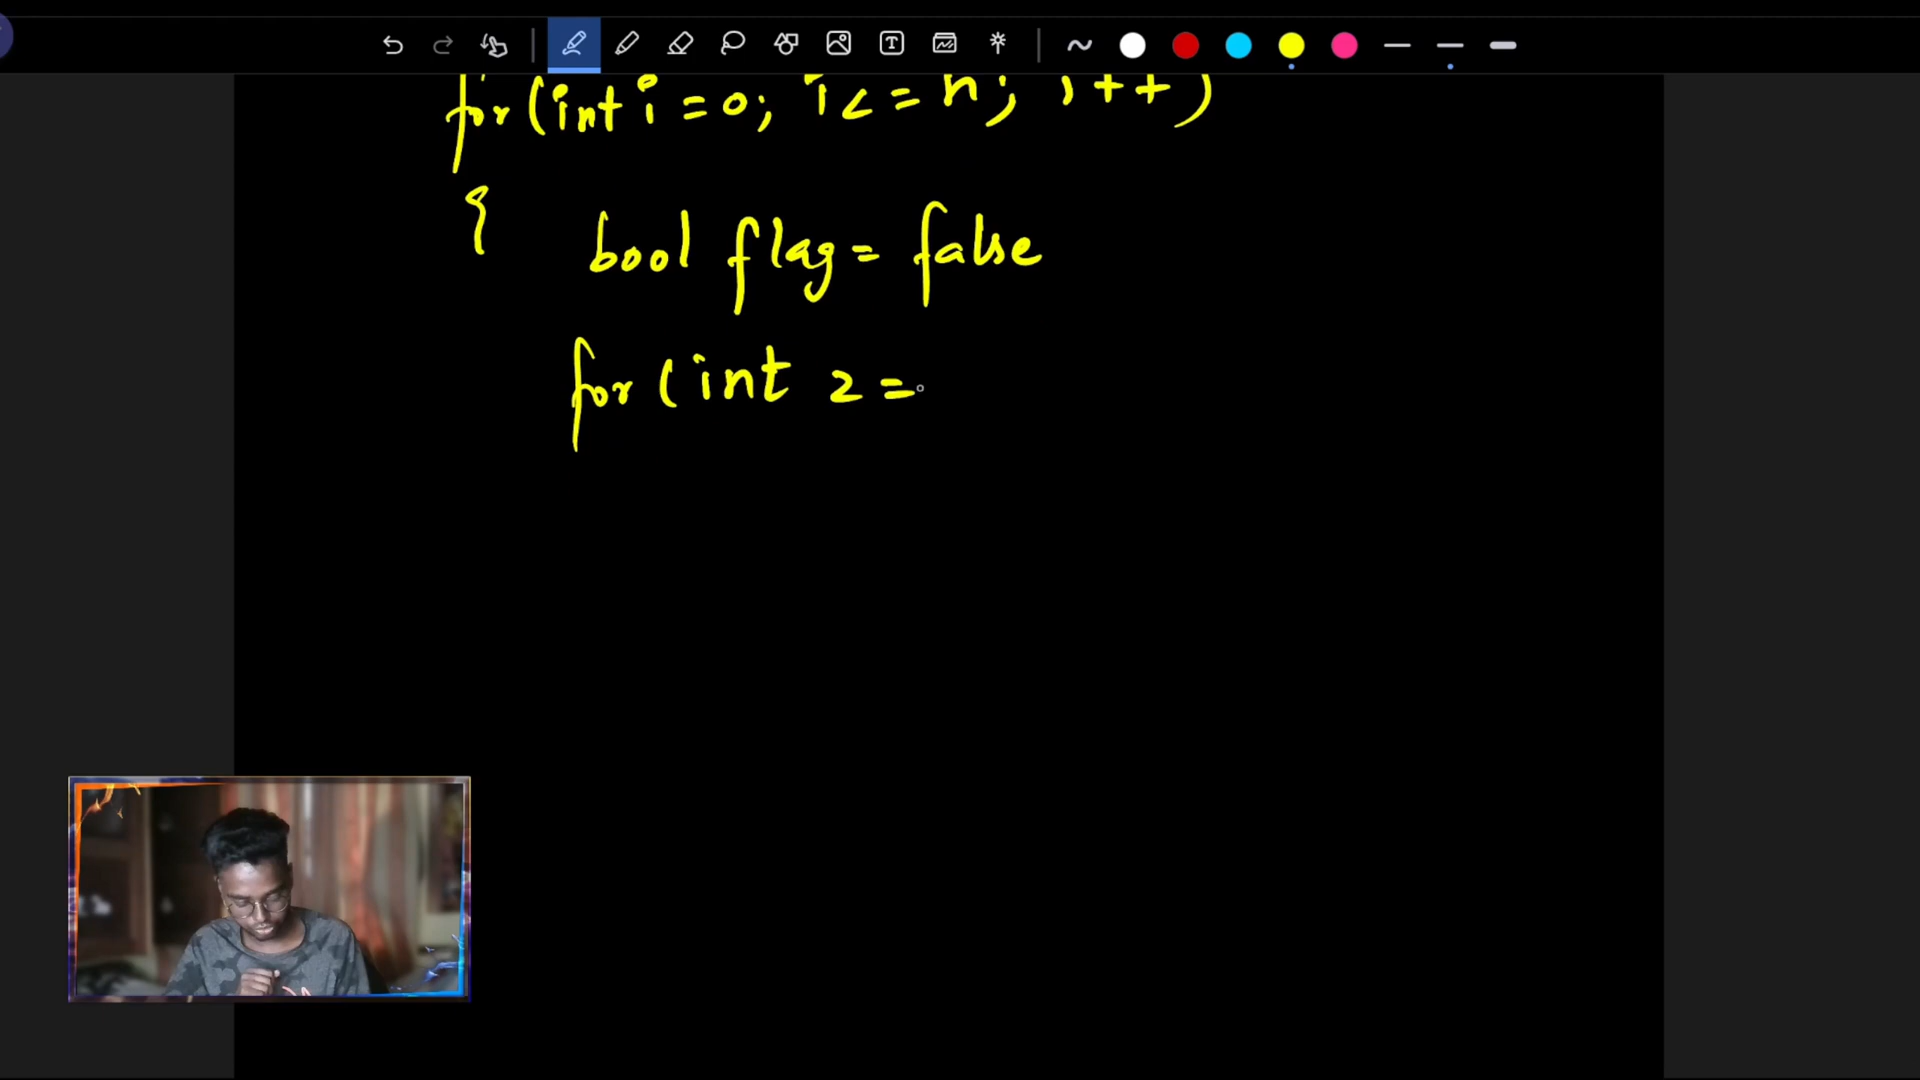 for(int i=0; i<=n; i++)
{ bool flag= false
for(int 2=